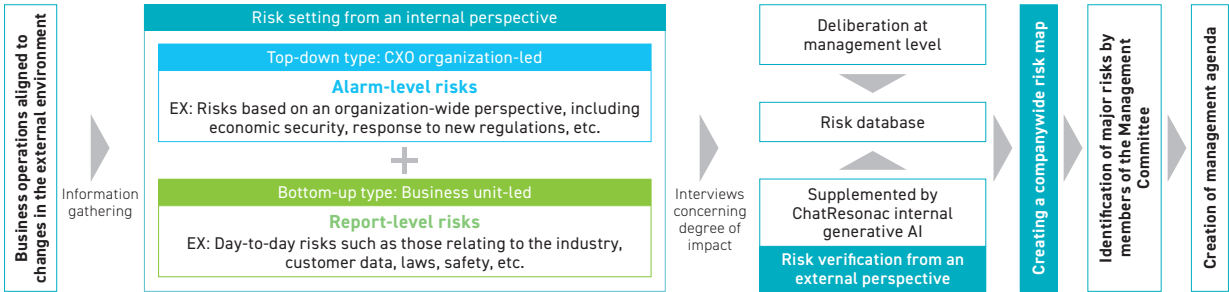 Business operations aligned to
changes in the external environment
Information
gathering
Risk setting from an internal perspective
Top-down type: CXO organization-led
Alarm-level risks
EX: Risks based on an organization-wide perspective, including
economic security, response to new regulations, etc.
+
Bottom-up type: Business unit-led
Report-level risks
EX: Day-to-day risks such as those relating to the industry,
customer data, laws, safety, etc.
Interviews
concerning
degree of
impact
Deliberation at
management level
Risk database
Supplemented by
ChatResonac internal
generative AI
Risk verification from an
external perspective
Creating a companywide risk map
Identification of major risks by
members of the Management
Committee
Creation of management agenda